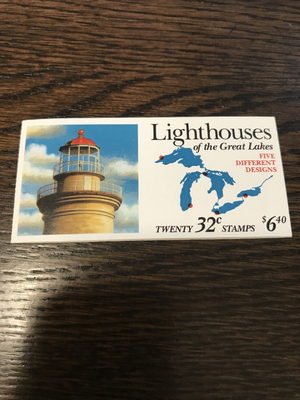 Lighthouses
of the Great Lakes
FIVE
DIFFERENT
DESIGNS
TWENTY 32c STAMPS $6.40